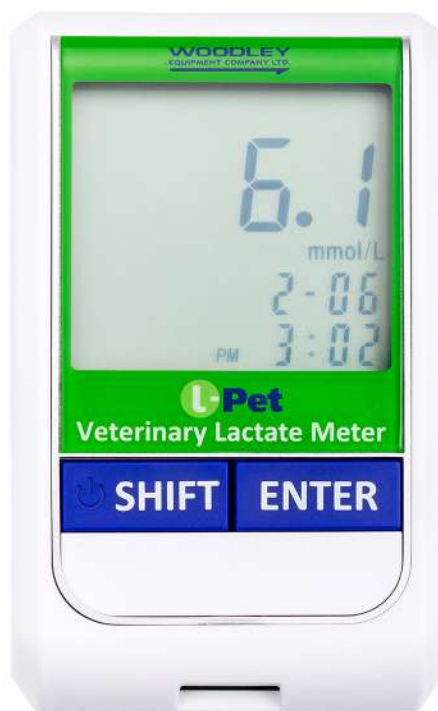 WOODLEY
EQUIPMENT COMPANY LTD.
6.1
mmol/L
2-06
PM 3:02
L-Pet
Veterinary Lactate Meter
SHIFT ENTER